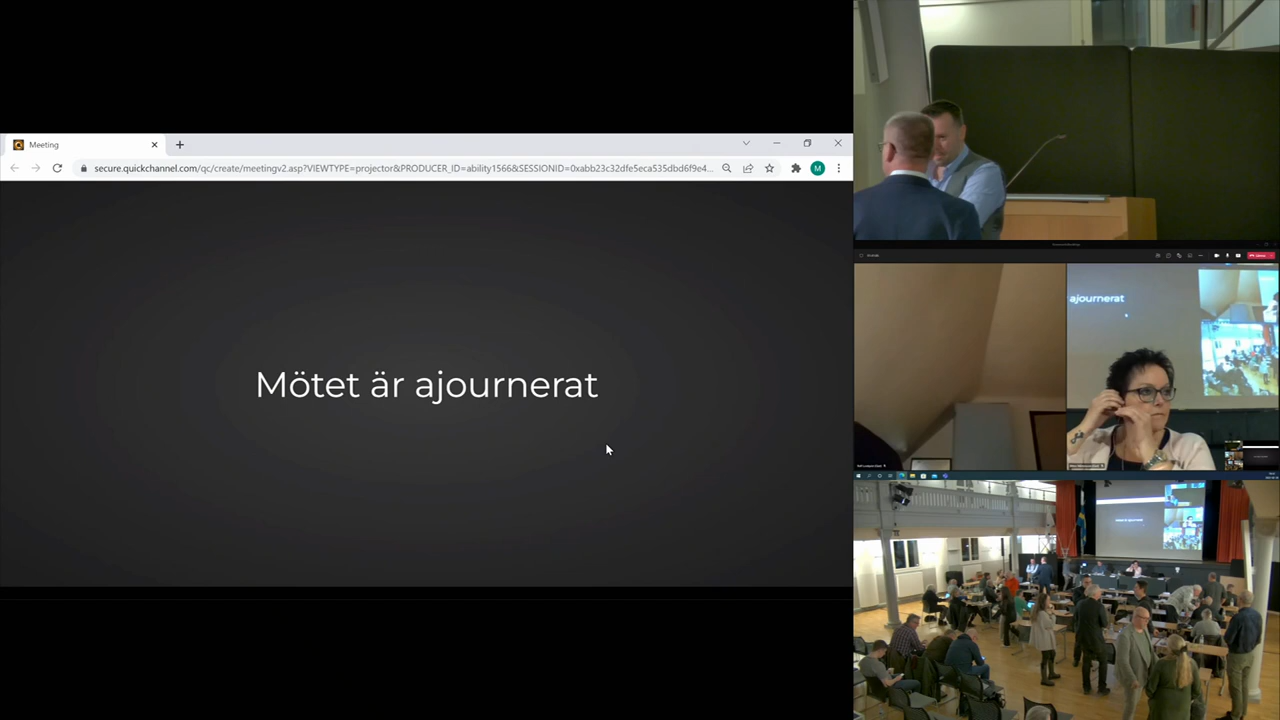 Meeting
secure.quickchannel.com/qc/create/meetingv2.asp?VIEWTYPE=projector&PRODUCER_ID=ability1566&SESSIONID=0xabb23c32dfe5eca535dbd6f9e4...
M
Mötet är ajournerat
ajournerat